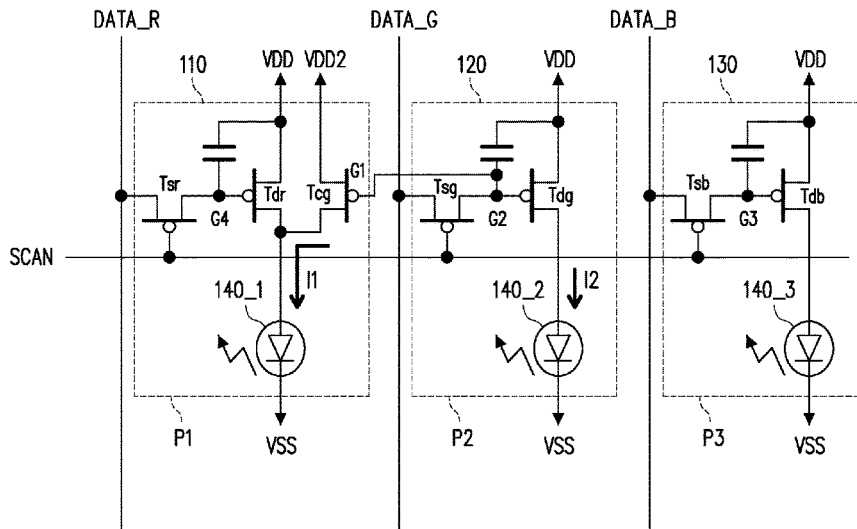 DATA_R DATA_G DATA_B
110 VDD VDD2 120 VDD 130 VDD
Tsr G4 Tdr Tcg G1 Tsg G2 Tdg Tsb G3 Tdb
SCAN
140_1 I1 140_2 I2 140_3
P1 VSS P2 VSS P3 VSS